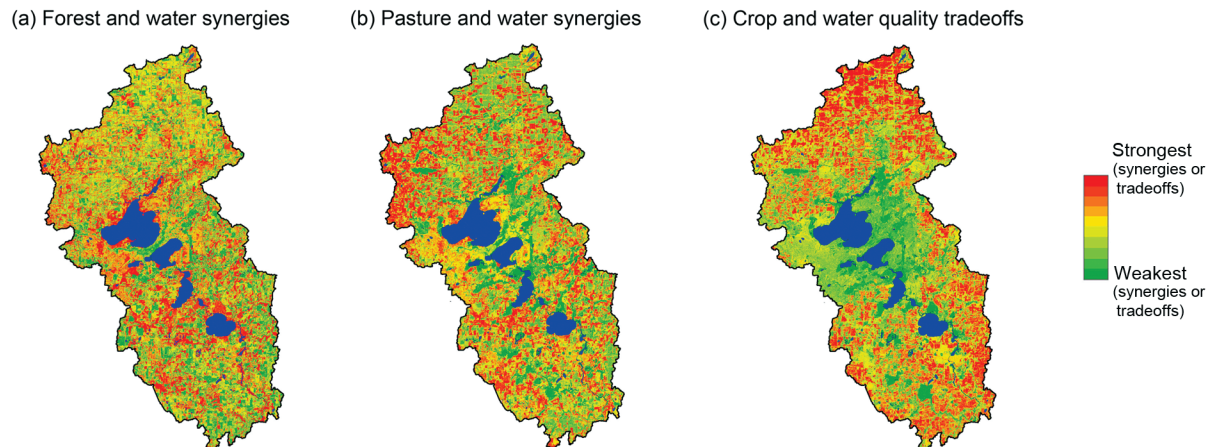 (a) Forest and water synergies
(b) Pasture and water synergies
(c) Crop and water quality tradeoffs
Strongest
(synergies or
tradeoffs)
Weakest
(synergies or
tradeoffs)